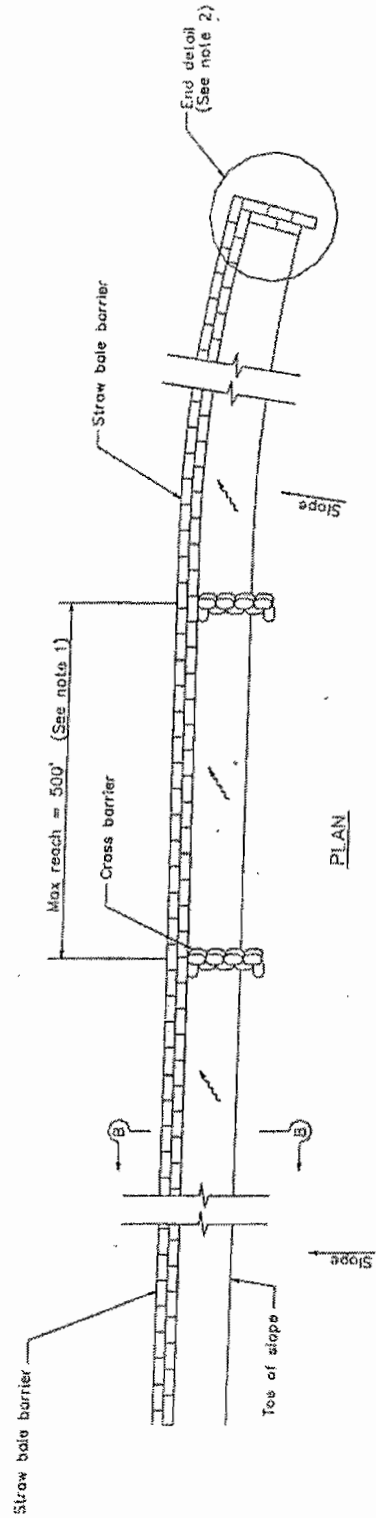 Straw bale barrier
Toe of slope
Slope
B
B
Cross barrier
Max reach = 500' (See note 1)
PLAN
Straw bale barrier
Slope
End detail
(See note 2)